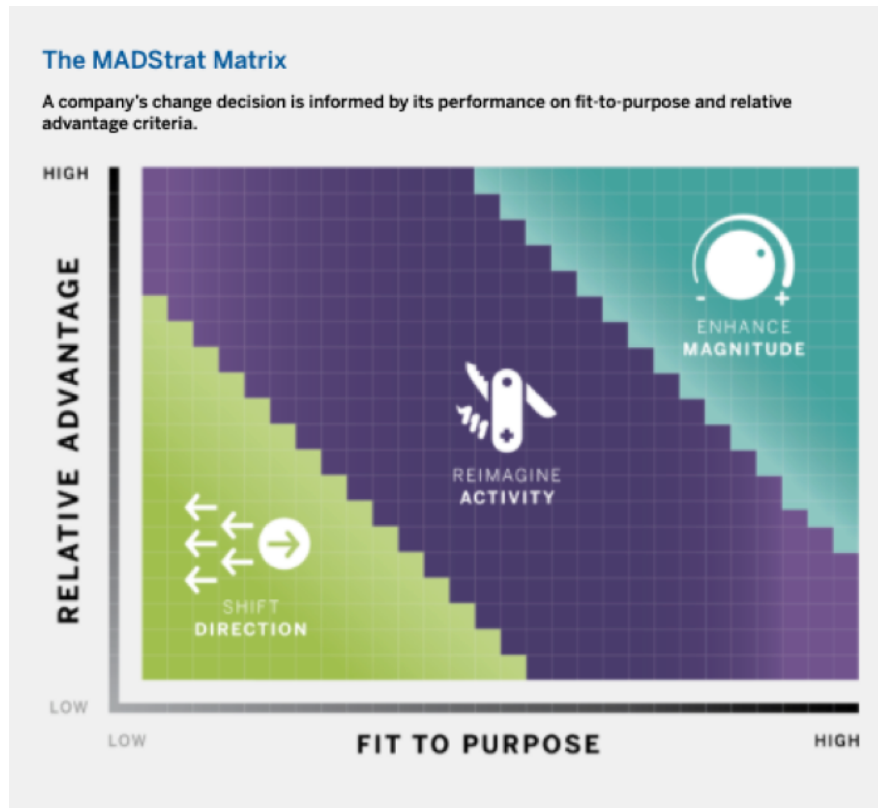 The MADStrat Matrix
A company's change decision is informed by its performance on fit-to-purpose and relative
advantage criteria.
HIGH
RELATIVE ADVANTAGE
ENHANCE
MAGNITUDE
REIMAGINE
ACTIVITY
SHIFT
DIRECTION
LOW
LOW
FIT TO PURPOSE
HIGH